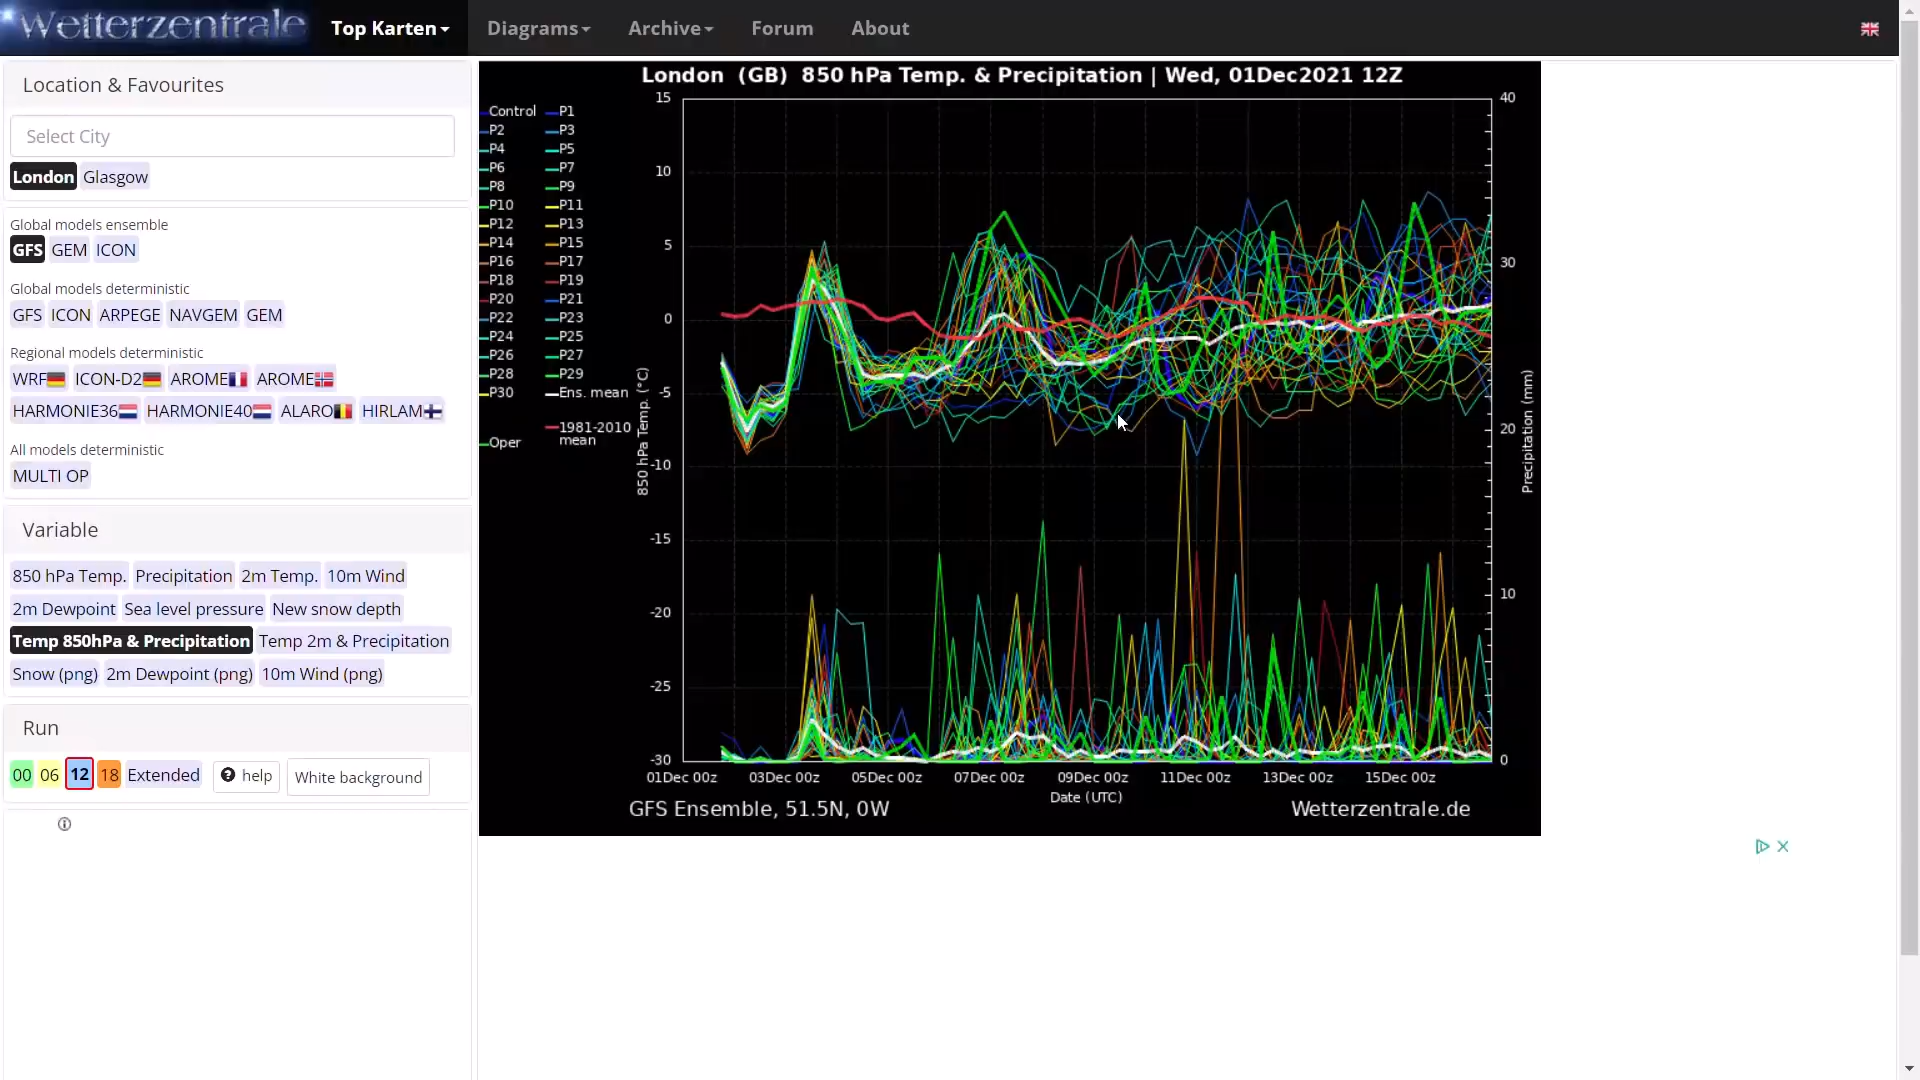 Wetterzentrale Top Karten Diagrams Archive Forum About
Location & Favourites
Select City
London Glasgow
Global models ensemble
GFS GEM ICON
Global models deterministic
GFS ICON ARPEGE NAVGEM GEM
Regional models deterministic
WRF ICON-D2 AROME AROME
HARMONIE36 HARMONIE40 ALARO HIRLAM
All models deterministic
MULTI OP
Variable
850 hPa Temp. Precipitation 2m Temp. 10m Wind
2m Dewpoint Sea level pressure New snow depth
Temp 850hPa & Precipitation Temp 2m & Precipitation
Snow (png) 2m Dewpoint (png) 10m Wind (png)
Run
00 06 12 18 Extended help White background
London (GB) 850 hPa Temp. & Precipitation | Wed, 01Dec2021 12Z
Control P1
P2 P3
P4 P5
P6 P7
P8 P9
P10 P11
P12 P13
P14 P15
P16 P17
P18 P19
P20 P21
P22 P23
P24 P25
P26 P27
P28 P29
P30 Ens. mean
Oper 1981-2010
mean
850 hPa Temp. (°C)
15
10
5
0
-5
-10
-15
-20
-25
-30
40
30
20
10
0
Precipitation (mm)
01Dec 00z 03Dec 00z 05Dec 00z 07Dec 00z 09Dec 00z 11Dec 00z 13Dec 00z 15Dec 00z
Date (UTC)
GFS Ensemble, 51.5N, 0W Wetterzentrale.de